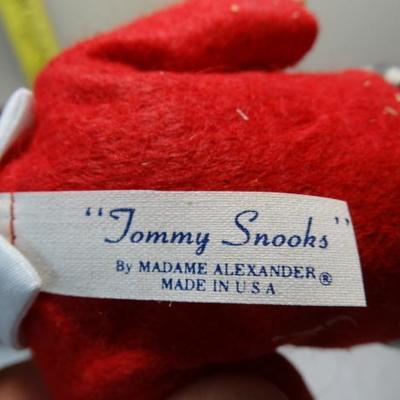 "Tommy Snooks"
By MADAME ALEXANDER®
MADE IN U S A